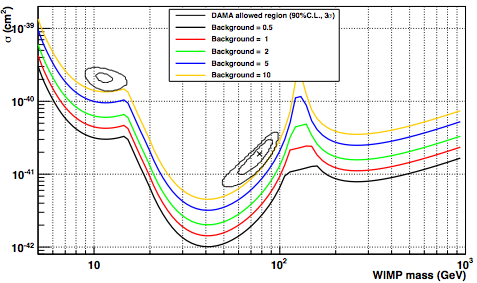 σ (cm²)
10⁻³⁹
10⁻⁴⁰
10⁻⁴¹
10⁻⁴²
DAMA allowed region (90%C.L., 3σ)
Background = 0.5
Background = 1
Background = 2
Background = 5
Background = 10
10
10²
10³
WIMP mass (GeV)